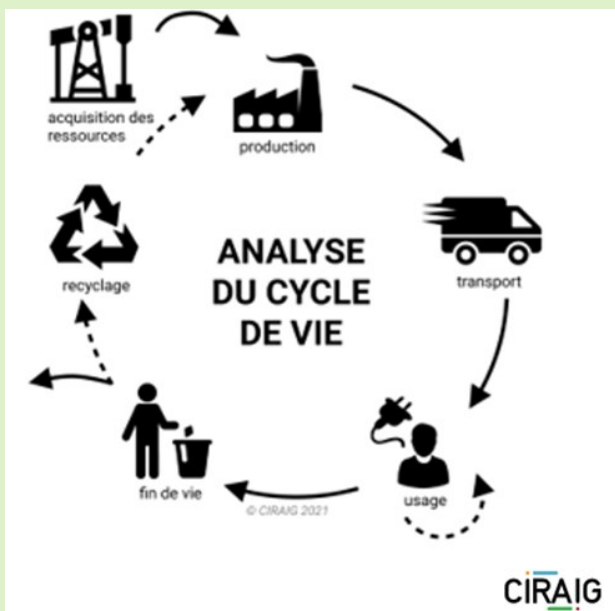 acquisition des
ressources
production
recyclage
ANALYSE
DU CYCLE
DE VIE
transport
fin de vie
usage
© CIRAIG 2021
CIRAIG